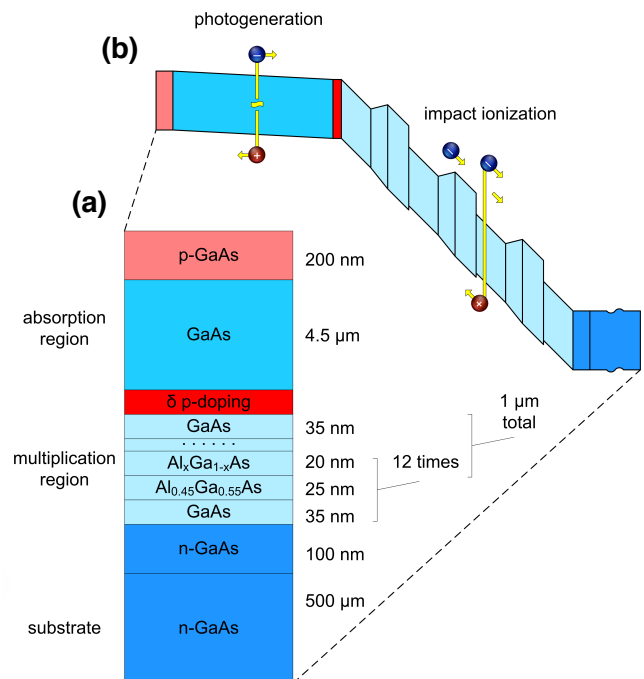 photogeneration
(b)
−
+
impact ionization
(a)
p-GaAs
200 nm
absorption
region
GaAs
4.5 µm
δ p-doping
GaAs
35 nm
1 µm
total
. . . . . .
multiplication
region
AlxGa1-xAs
20 nm
12 times
Al0.45Ga0.55As
25 nm
GaAs
35 nm
n-GaAs
100 nm
500 µm
substrate
n-GaAs